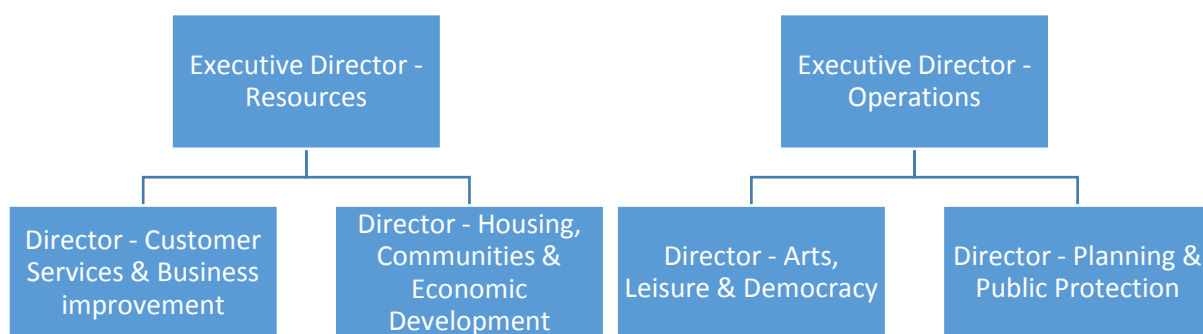 Executive Director -
Resources
Executive Director -
Operations
Director - Customer
Services & Business
improvement
Director - Housing,
Communities &
Economic
Development
Director - Arts,
Leisure & Democracy
Director - Planning &
Public Protection